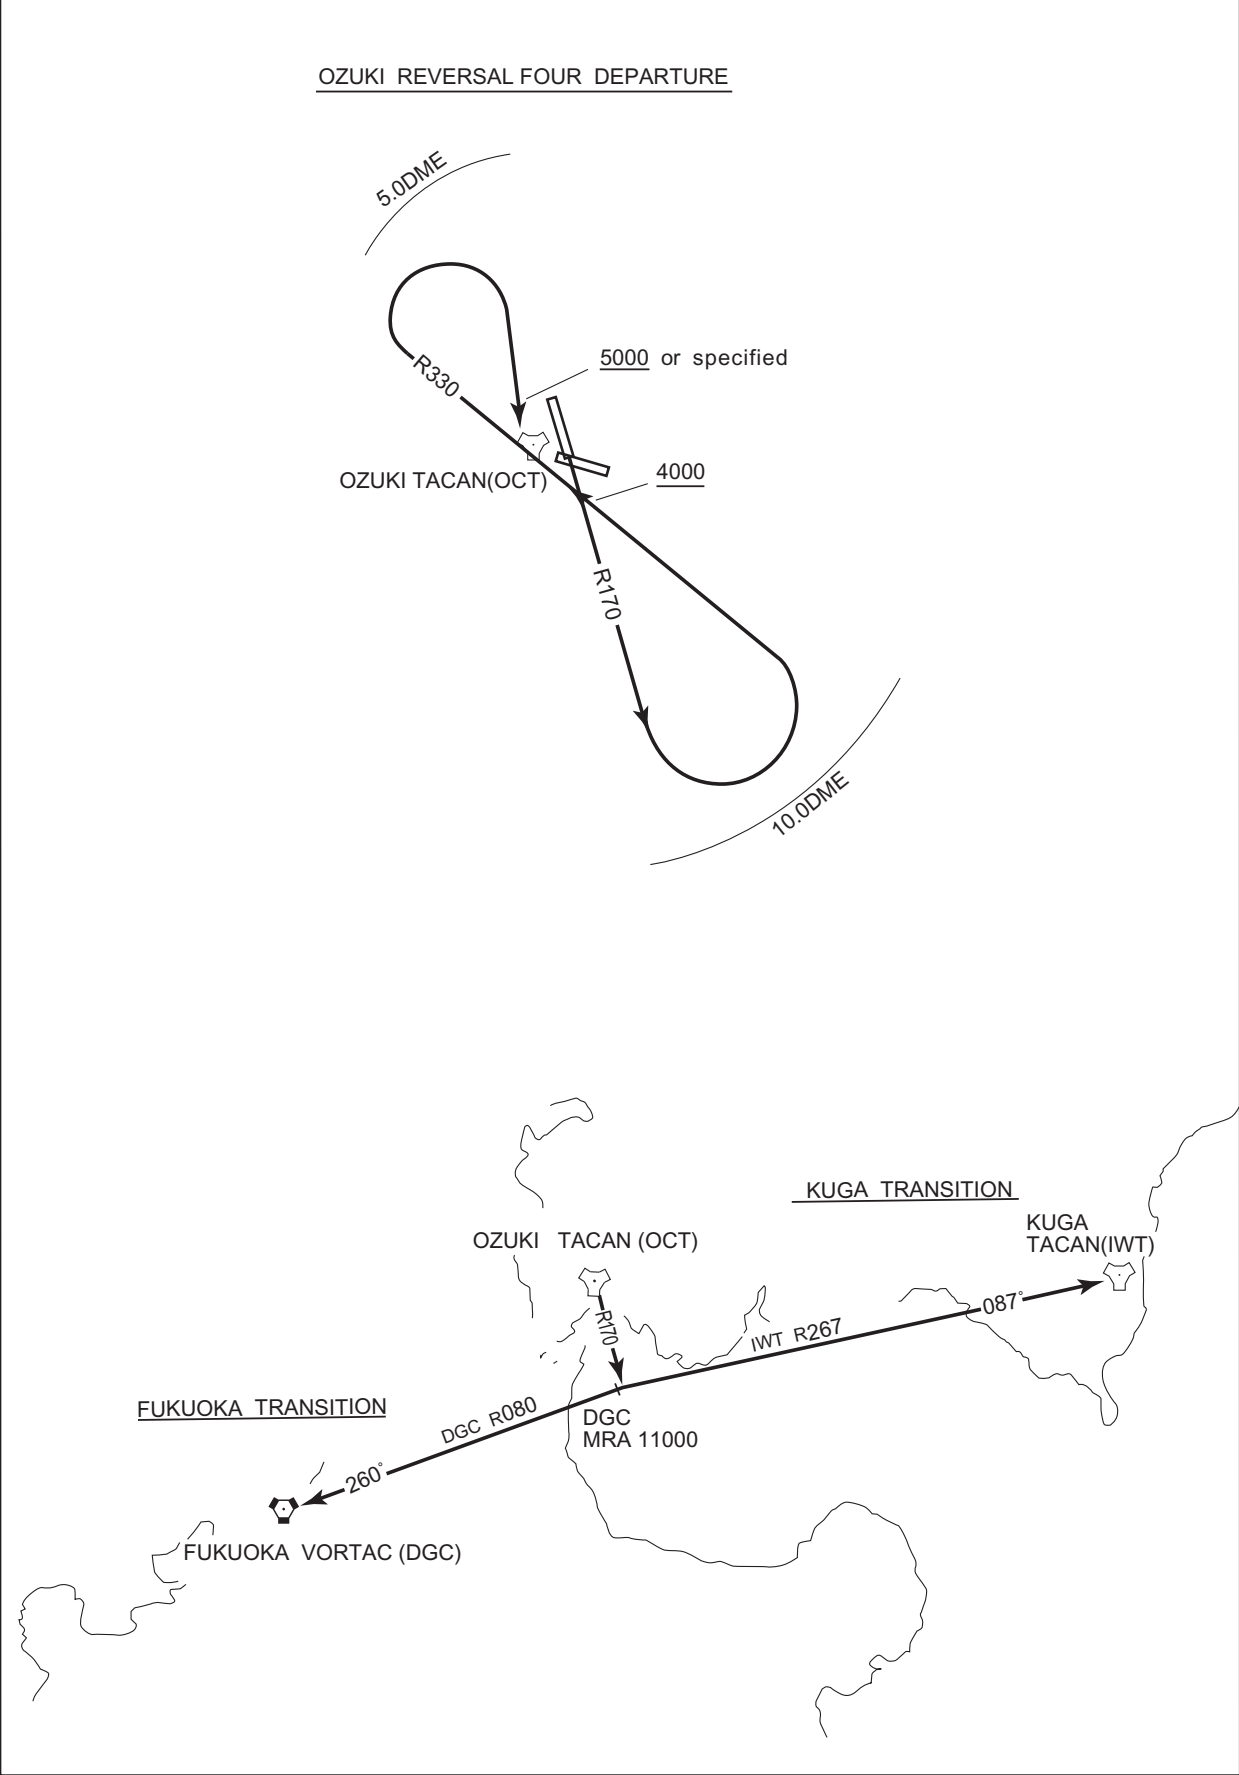 OZUKI REVERSAL FOUR DEPARTURE
5.0DME
R330
5000 or specified
OZUKI TACAN(OCT)
4000
R170
10.0DME
KUGA TRANSITION
KUGA
TACAN(IWT)
OZUKI TACAN (OCT)
R170
087°
IWT R267
FUKUOKA TRANSITION
DGC R080
DGC
MRA 11000
260°
FUKUOKA VORTAC (DGC)